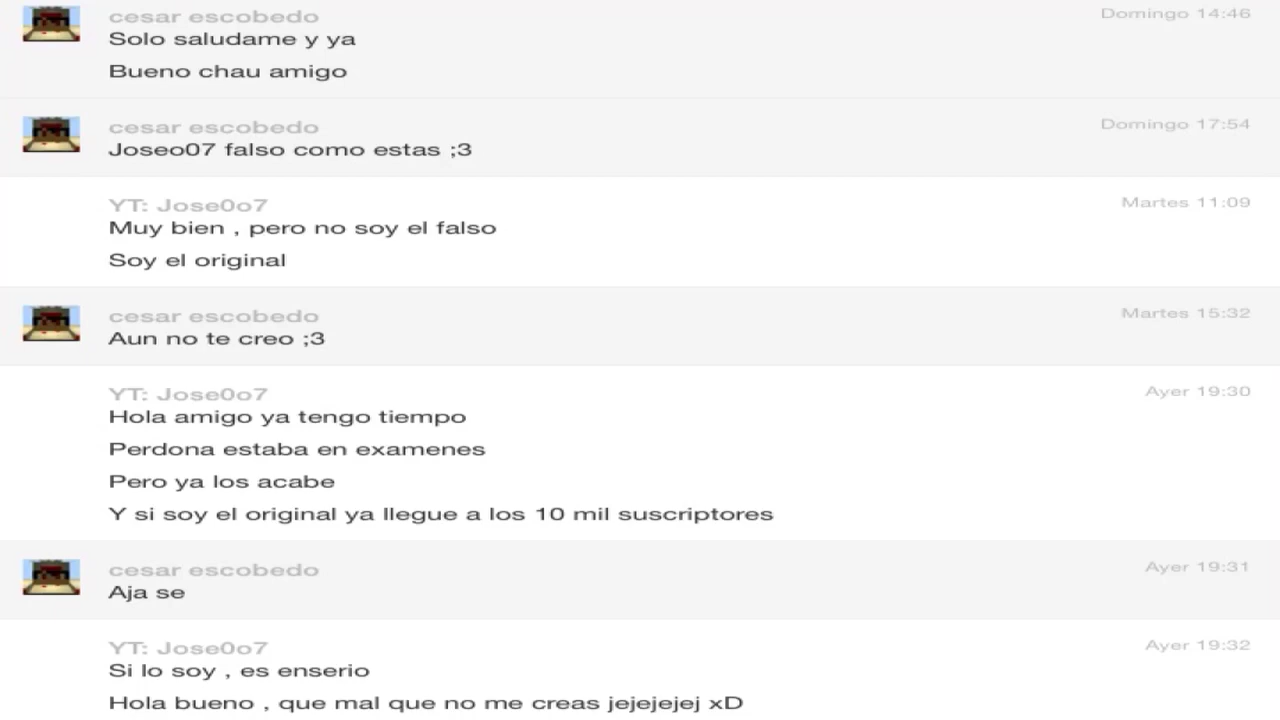 cesar escobedo Domingo 14:46
Solo saludame y ya
Bueno chau amigo
cesar escobedo Domingo 17:54
Joseo07 falso como estas ;3
YT: Jose0o7 Martes 11:09
Muy bien , pero no soy el falso
Soy el original
cesar escobedo Martes 15:32
Aun no te creo ;3
YT: Jose0o7 Ayer 19:30
Hola amigo ya tengo tiempo
Perdona estaba en examenes
Pero ya los acabe
Y si soy el original ya llegue a los 10 mil suscriptores
cesar escobedo Ayer 19:31
Aja se
YT: Jose0o7 Ayer 19:32
Si lo soy , es enserio
Hola bueno , que mal que no me creas jejejejej xD